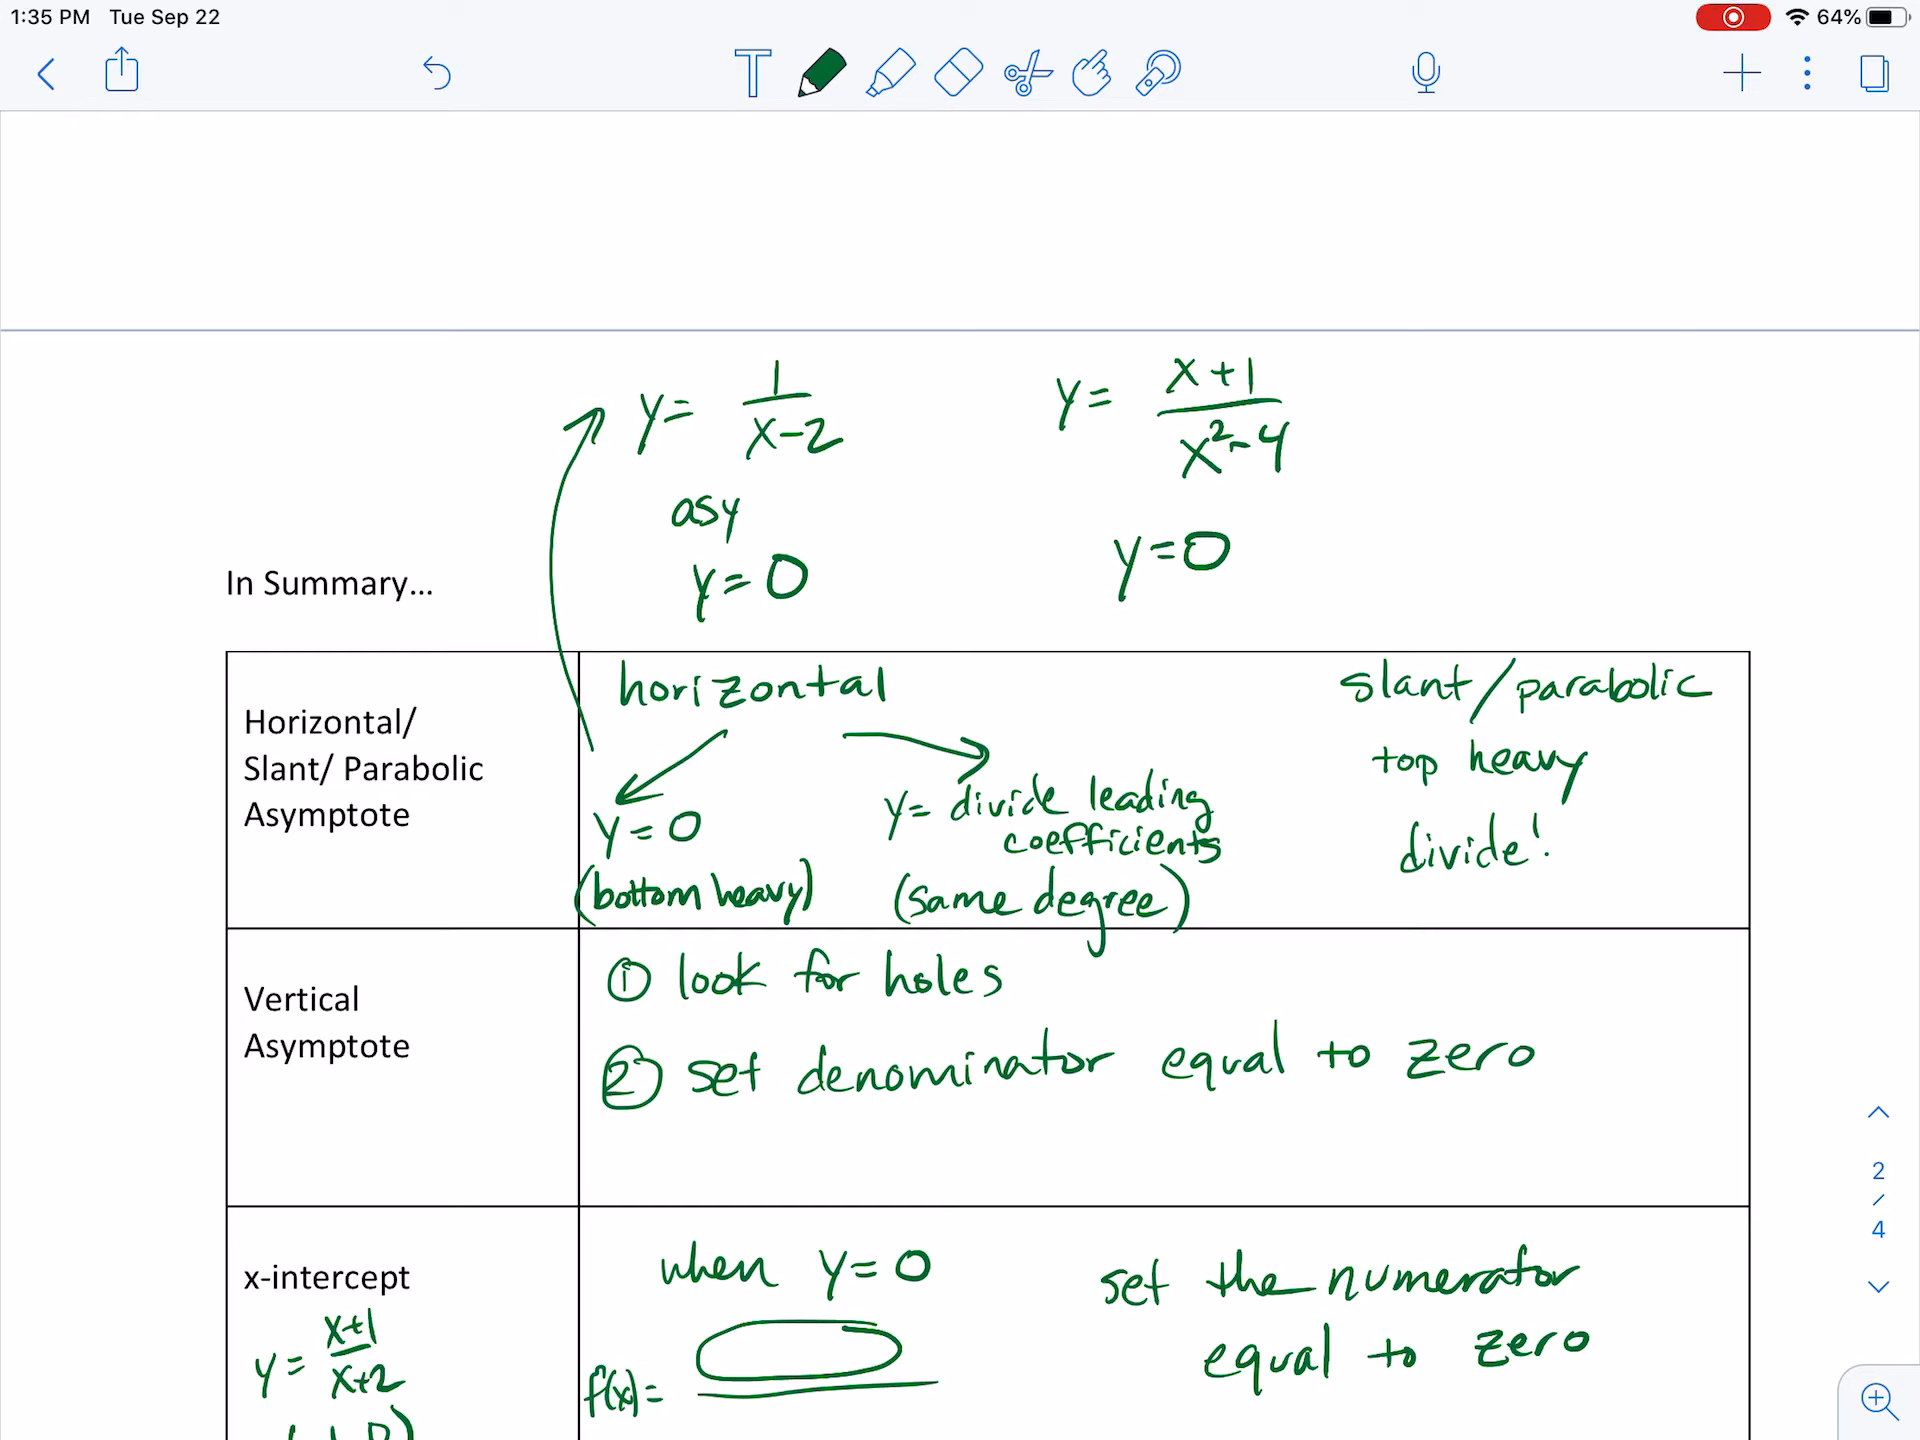 1:35 PM Tue Sep 22
64%
T
y = 1/(x-2)
y = (x+1)/(x²-4)
asy
y=0
y=0
In Summary...
Horizontal/
Slant/ Parabolic
Asymptote
horizontal
y=0
(bottom heavy)
y= divide leading
coefficients
(same degree)
slant/parabolic
top heavy
divide!
Vertical
Asymptote
① look for holes
② set denominator equal to zero
2
/
4
x-intercept
y = (x+1)/(x+2)
when y=0
f(x)=
set the numerator
equal to zero